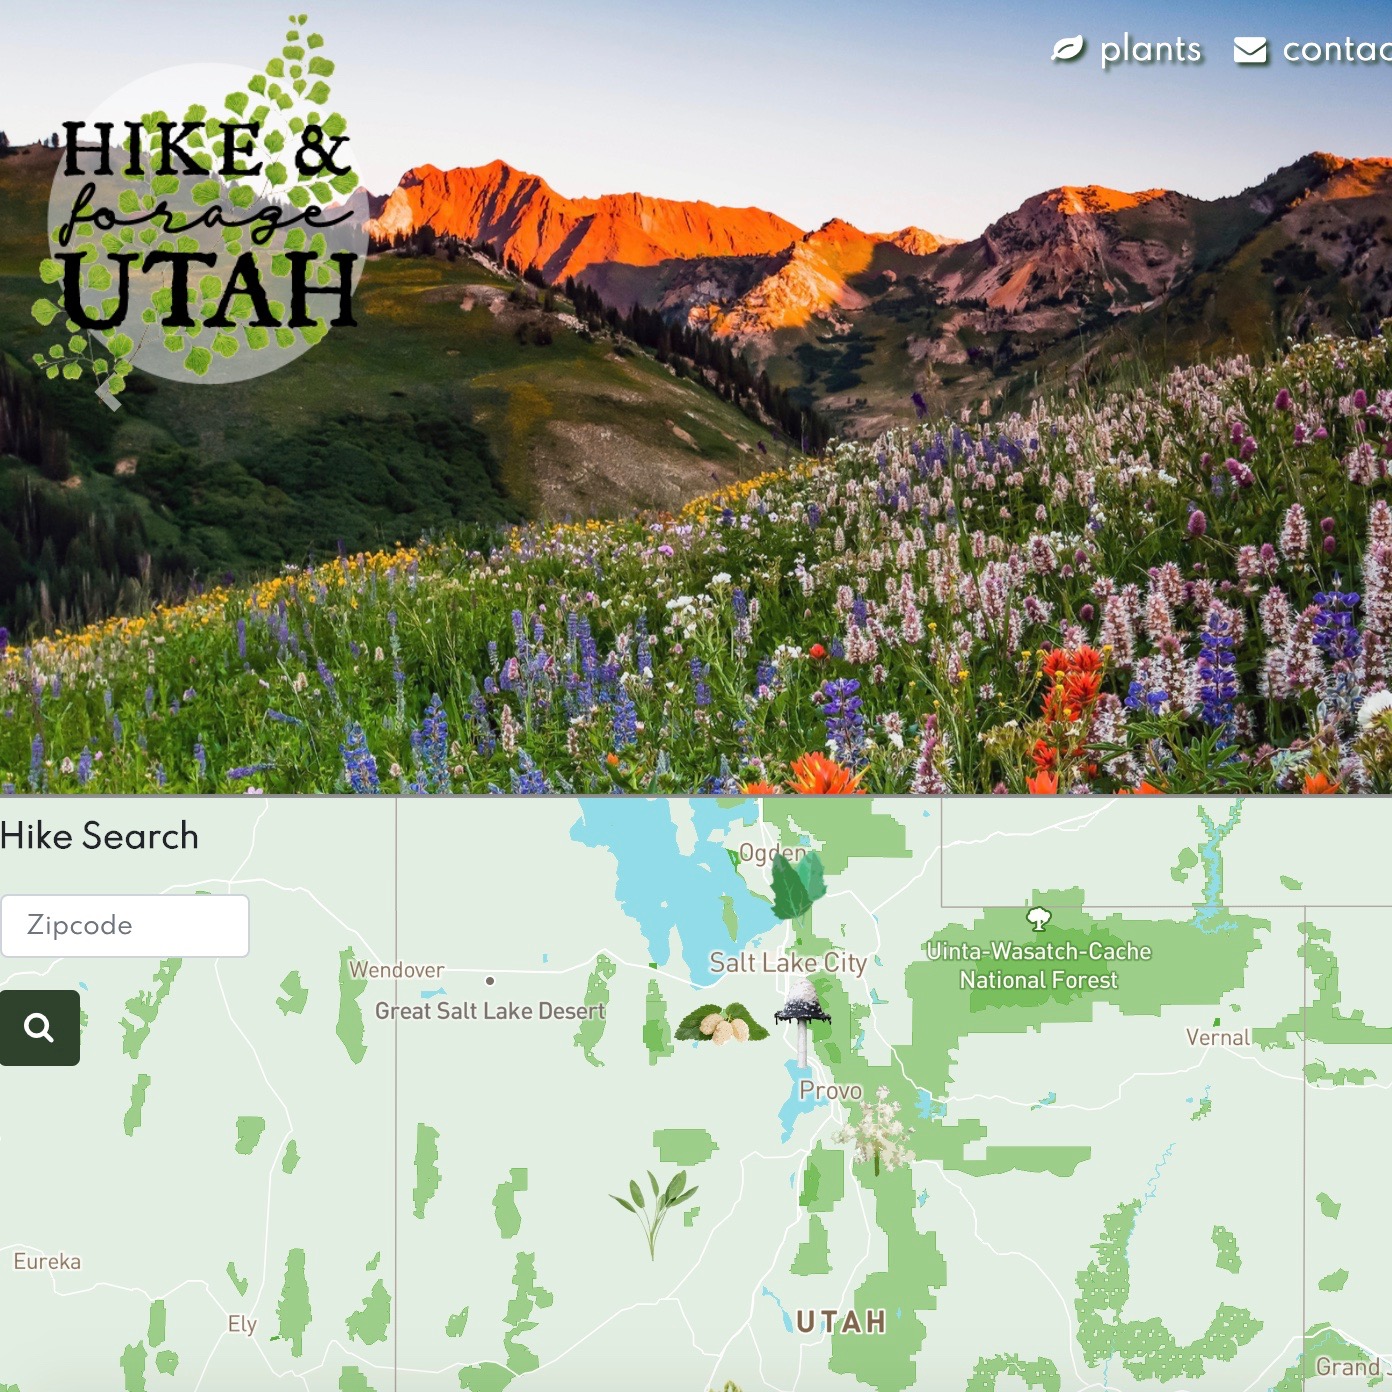 plants
contac
HIKE &
forage
UTAH
Hike Search
Zipcode
Ogden
Wendover
Great Salt Lake Desert
Salt Lake City
Uinta-Wasatch-Cache
National Forest
Vernal
Provo
Eureka
Ely
UTAH
Grand J